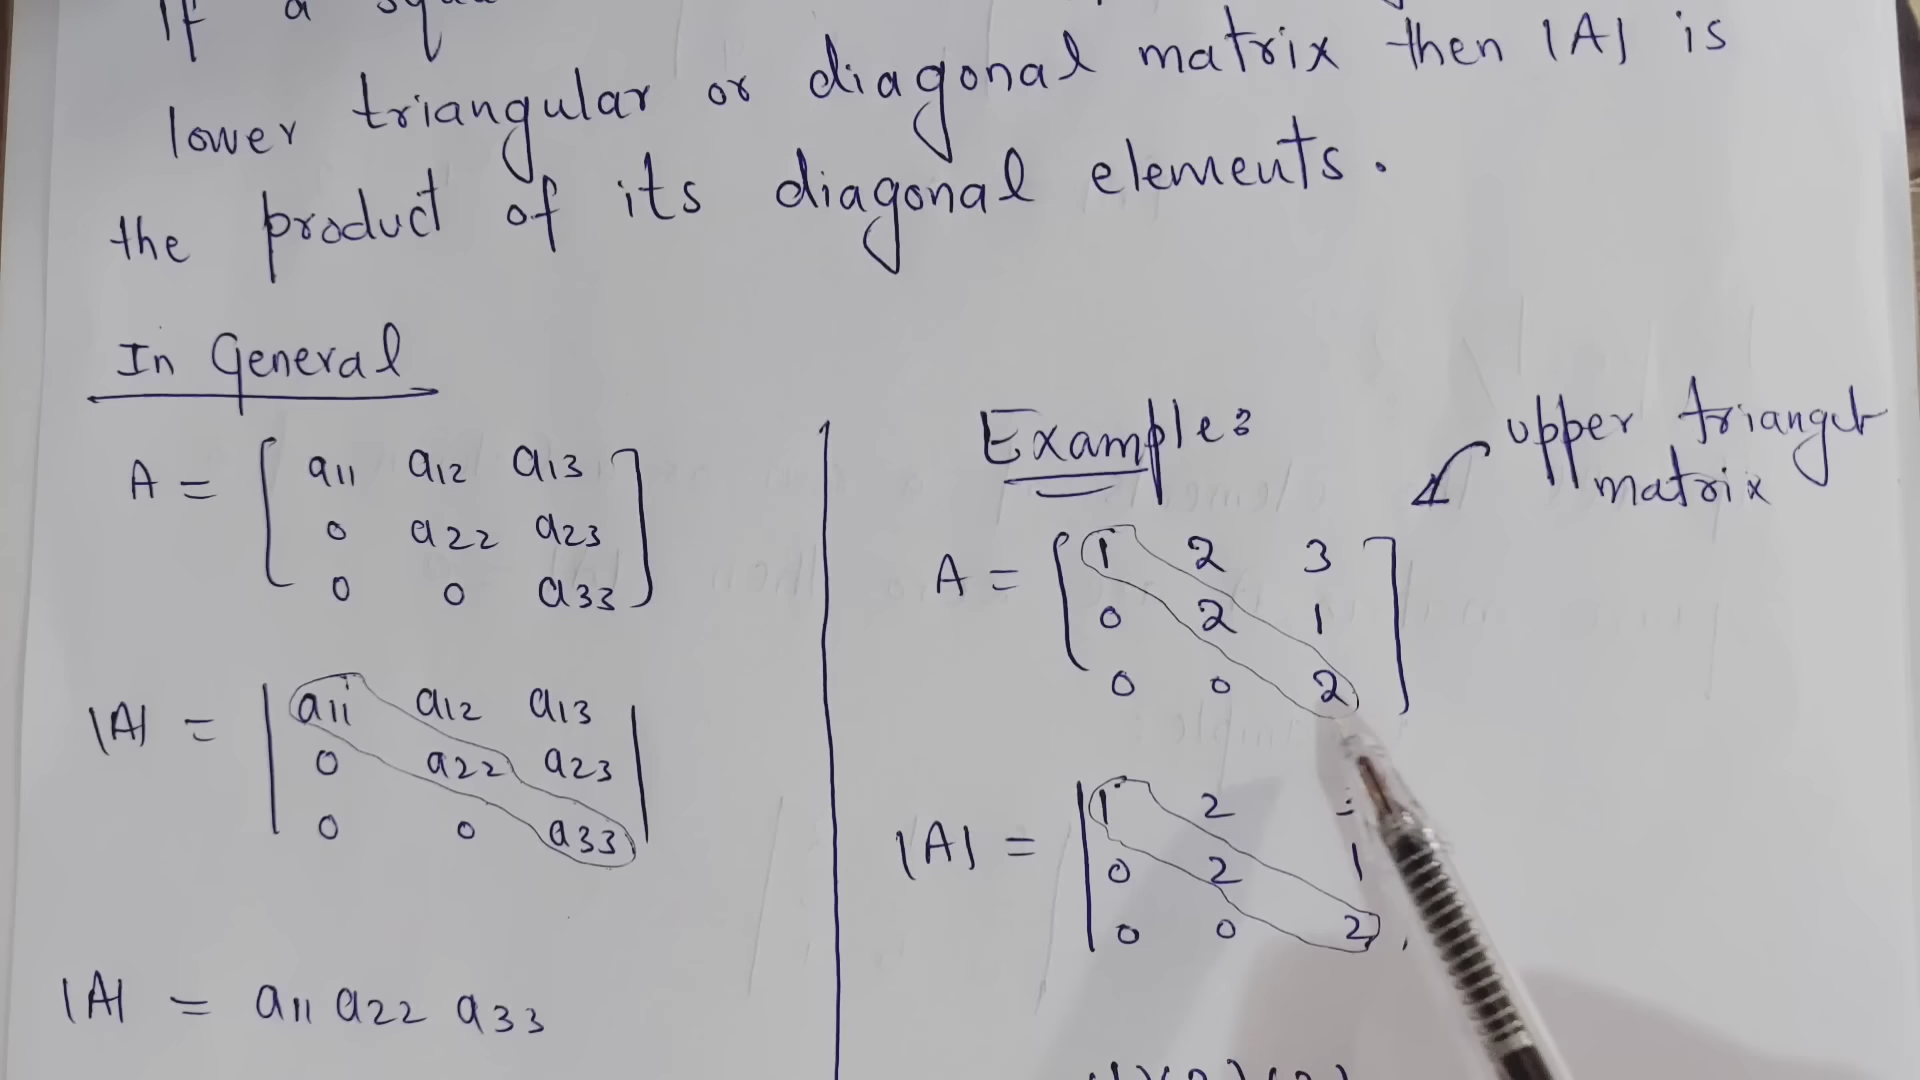 If a
lower triangular or diagonal matrix then |A| is
the product of its diagonal elements.
In General
A = [ a11 a12 a13
0 a22 a23
0 0 a33 ]
|A| = | a11 a12 a13
0 a22 a23
0 0 a33 |
|A| = a11 a22 a33
Example:
upper
matrix
A = [ 1 2 3
0 2 1
0 0 2 ]
|A| = | 1 2
0 2 1
0 0 2